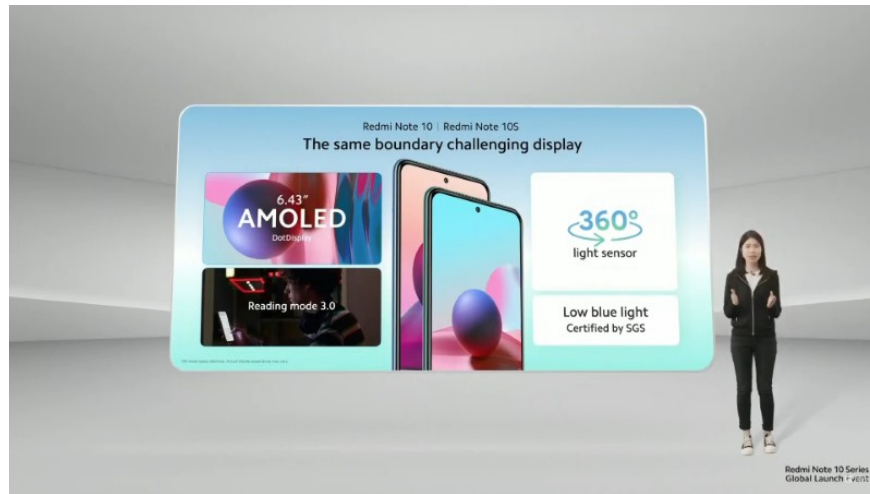 Redmi Note 10 | Redmi Note 10S
The same boundary challenging display
6.43"
AMOLED
DotDisplay
Reading mode 3.0
360°
light sensor
Low blue light
Certified by SGS
Redmi Note 10 Series
Global Launch Event